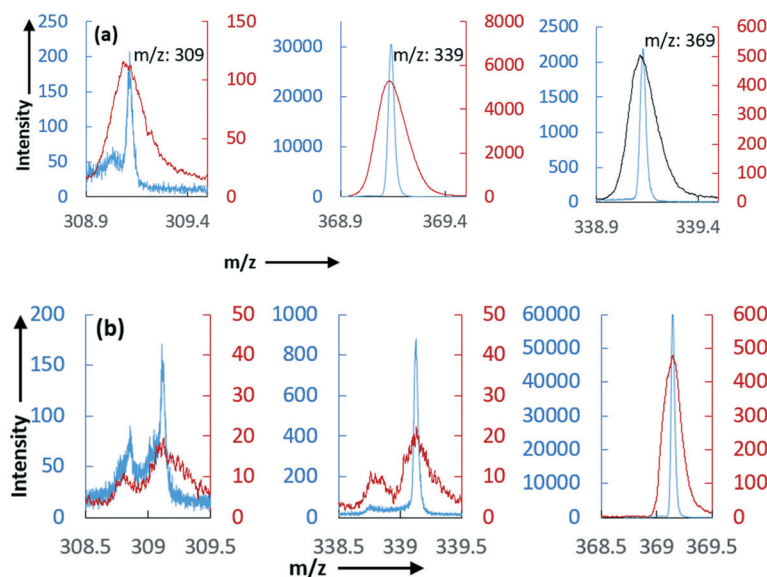 250 (a) 150 30000 m/z: 339 8000 2500 m/z: 369 600
m/z: 309
200 6000 2000 500
150 100 20000 1500 400
100 50 10000 4000 1000 300
50 2000 500 200
100
0 0 0 0 0 0
308.9 309.4 368.9 369.4 338.9 339.4
Intensity
m/z
200 (b) 50 1000 50 60000 600
150 40 800 40 50000 500
100 30 600 30 40000 400
20 400 20 30000 300
50 10 200 10 20000 200
10000 100
0 0 0 0 0 0
308.5 309 309.5 338.5 339 339.5 368.5 369 369.5
Intensity
m/z